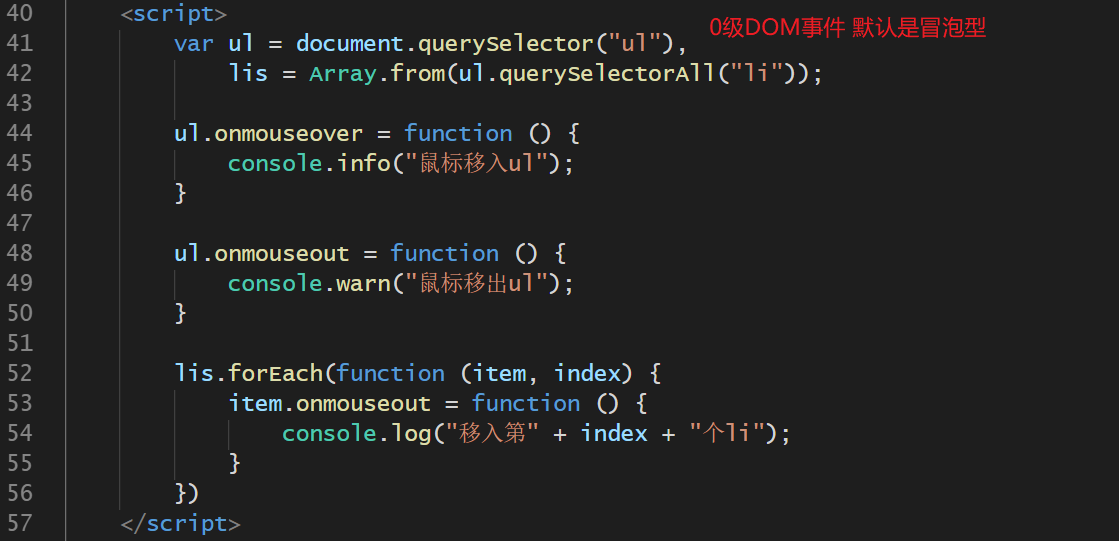 40 <script>
0级DOM事件 默认是冒泡型
41 var ul = document.querySelector("ul"),
42 lis = Array.from(ul.querySelectorAll("li"));
43
44 ul.onmouseover = function () {
45 console.info("鼠标移入ul");
46 }
47
48 ul.onmouseout = function () {
49 console.warn("鼠标移出ul");
50 }
51
52 lis.forEach(function (item, index) {
53 item.onmouseout = function () {
54 console.log("移入第" + index + "个li");
55 }
56 })
57 </script>